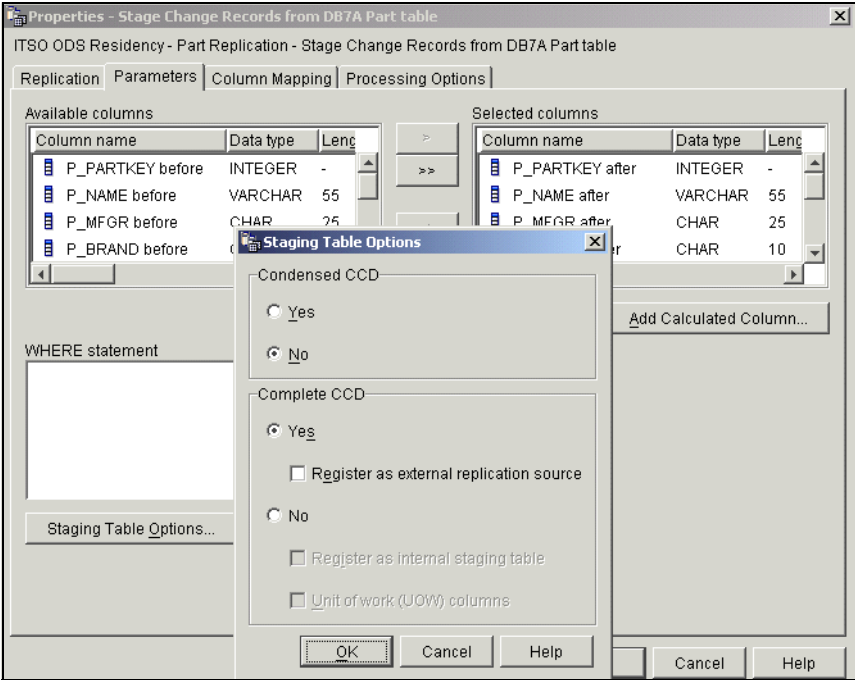 Properties - Stage Change Records from DB7A Part table
ITSO ODS Residency - Part Replication - Stage Change Records from DB7A Part table
Replication Parameters Column Mapping Processing Options
Available columns Selected columns
Column name Data type Leng > Column name Data type Leng
P_PARTKEY before INTEGER - >> P_PARTKEY after INTEGER -
P_NAME before VARCHAR 55 P_NAME after VARCHAR 55
P_MFGR before CHAR 25 P_MFGR after CHAR 25
P_BRAND before CHAR 10
Staging Table Options
Condensed CCD
Yes
No
Add Calculated Column...
WHERE statement
Complete CCD
Yes
Register as external replication source
No
Staging Table Options...
Register as internal staging table
Unit of work (UOW) columns
OK Cancel Help
Cancel Help